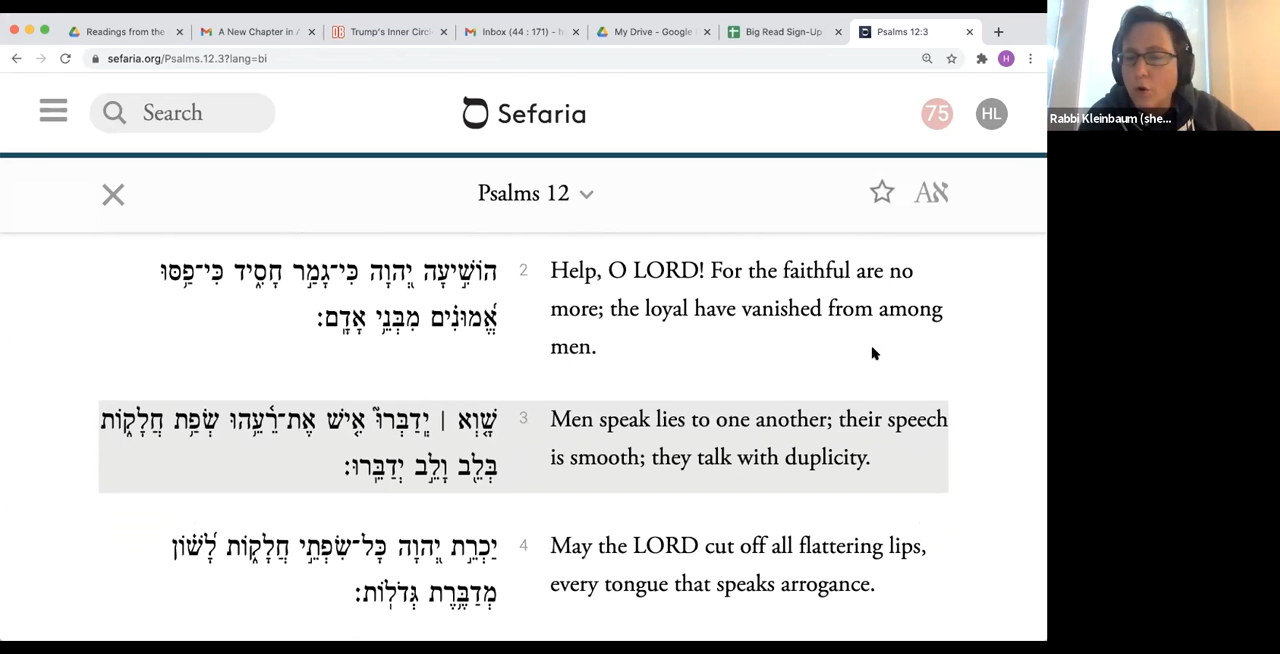 Readings from the
A New Chapter in
Trump's Inner Circ
Inbox (44 : 171) – h
My Drive - Google
Big Read Sign-Up
Psalms 12:3
sefaria.org/Psalms.12.3?lang=bi
H
Rabbi Kleinbaum (she...
Search
Sefaria
75
HL
Psalms 12
Aא
הוֹשִׁ֣יעָה יְ֭הוָה כִּי־גָמַ֣ר חָסִ֑יד כִּי־פַ֥סּוּ
אֱ֝מוּנִ֗ים מִבְּנֵ֥י אָדָֽם׃
2
Help, O LORD! For the faithful are no
more; the loyal have vanished from among
men.
שָׁ֤וְא ׀ יְֽדַבְּרוּ֮ אִ֤ישׁ אֶת־רֵ֫עֵ֥הוּ שְׂפַ֥ת חֲלָק֑וֹת
בְּלֵ֖ב וָלֵ֣ב יְדַבֵּֽרוּ׃
3
Men speak lies to one another; their speech
is smooth; they talk with duplicity.
יַכְרֵ֣ת יְ֭הוָה כָּל־שִׂפְתֵ֣י חֲלָק֑וֹת לָ֝שׁ֗וֹן
מְדַבֶּ֥רֶת גְּדֹלֽוֹת׃
4
May the LORD cut off all flattering lips,
every tongue that speaks arrogance.